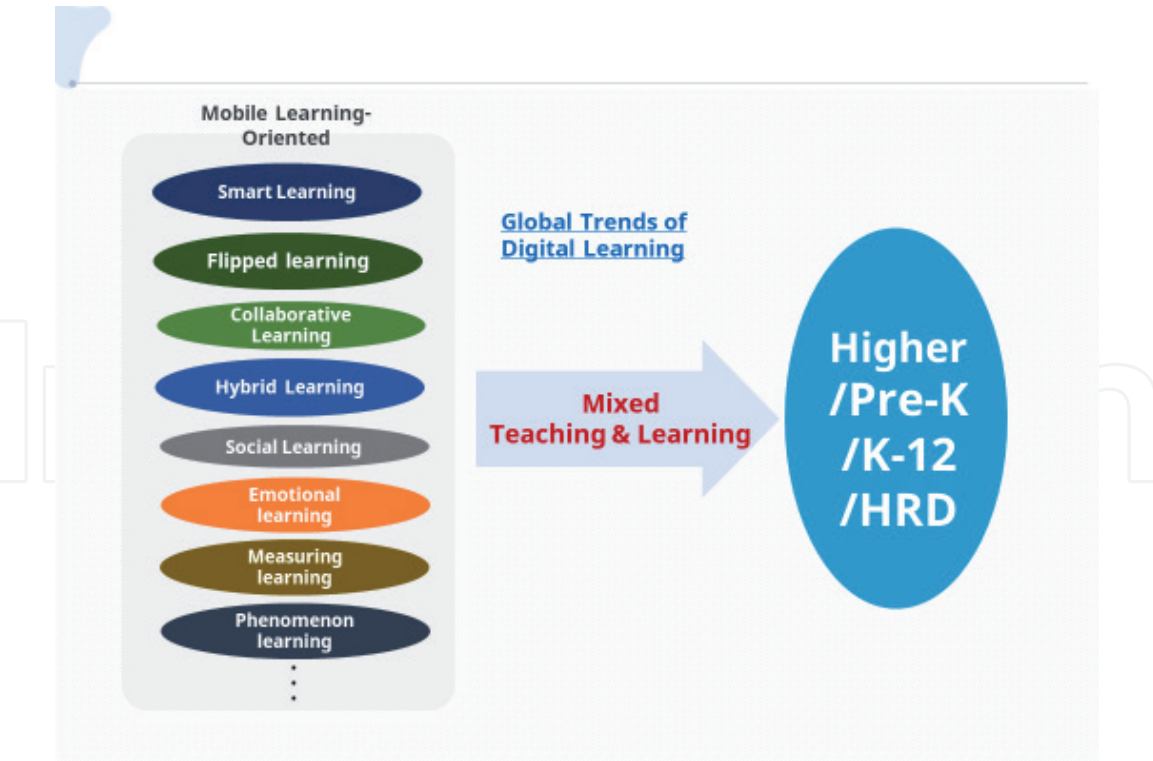 Mobile Learning-
Oriented
Smart Learning
Flipped learning
Collaborative
Learning
Hybrid Learning
Social Learning
Emotional
learning
Measuring
learning
Phenomenon
learning
Global Trends of
Digital Learning
Mixed
Teaching & Learning
Higher
/Pre-K
/K-12
/HRD